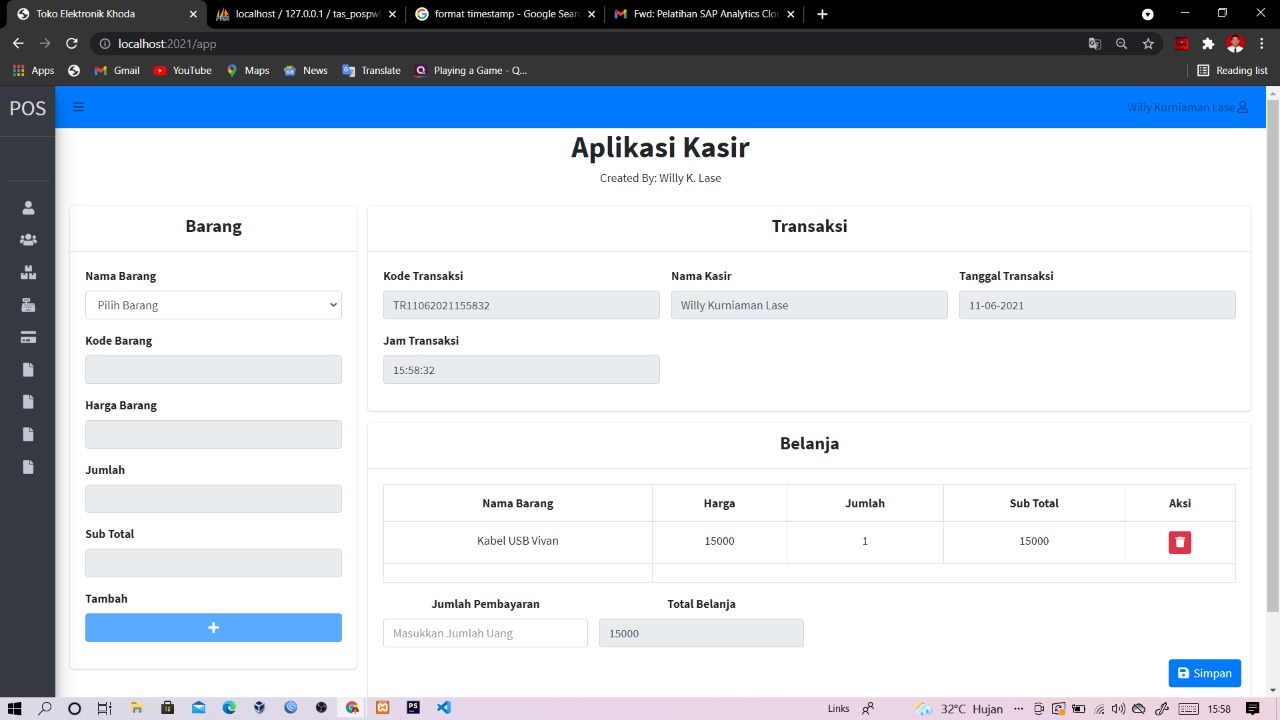 Toko Elektronik Khoda
localhost / 127.0.0.1 / tas_pospw
format timestamp - Google Sear
Fwd: Pelatihan SAP Analytics Clou
localhost:2021/app
Apps
Gmail
YouTube
Maps
News
Translate
Playing a Game - Q...
Reading list
POS
Willy Kurniaman Lase
Aplikasi Kasir
Created By: Willy K. Lase
Barang
Nama Barang
Pilih Barang
Kode Barang
Harga Barang
Jumlah
Sub Total
Tambah
Transaksi
Kode Transaksi
Nama Kasir
Tanggal Transaksi
TR11062021155832
Willy Kurniaman Lase
11-06-2021
Jam Transaksi
15:58:32
Belanja
Nama Barang
Harga
Jumlah
Sub Total
Aksi
Kabel USB Vivan
15000
1
15000
Jumlah Pembayaran
Total Belanja
Masukkan Jumlah Uang
15000
Simpan
Links
32°C Hujan
15:58